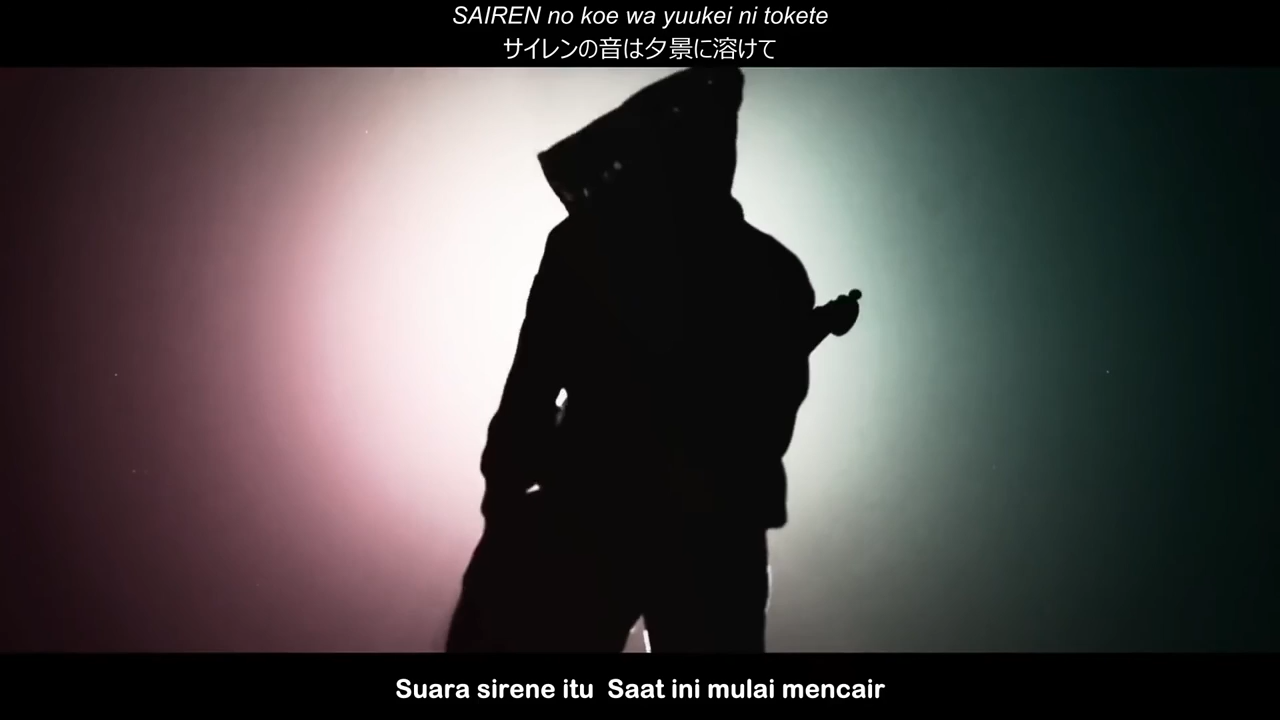 SAIREN no koe wa yuukei ni tokete
サイレンの音は夕景に溶けて
Suara sirene itu  Saat ini mulai mencair